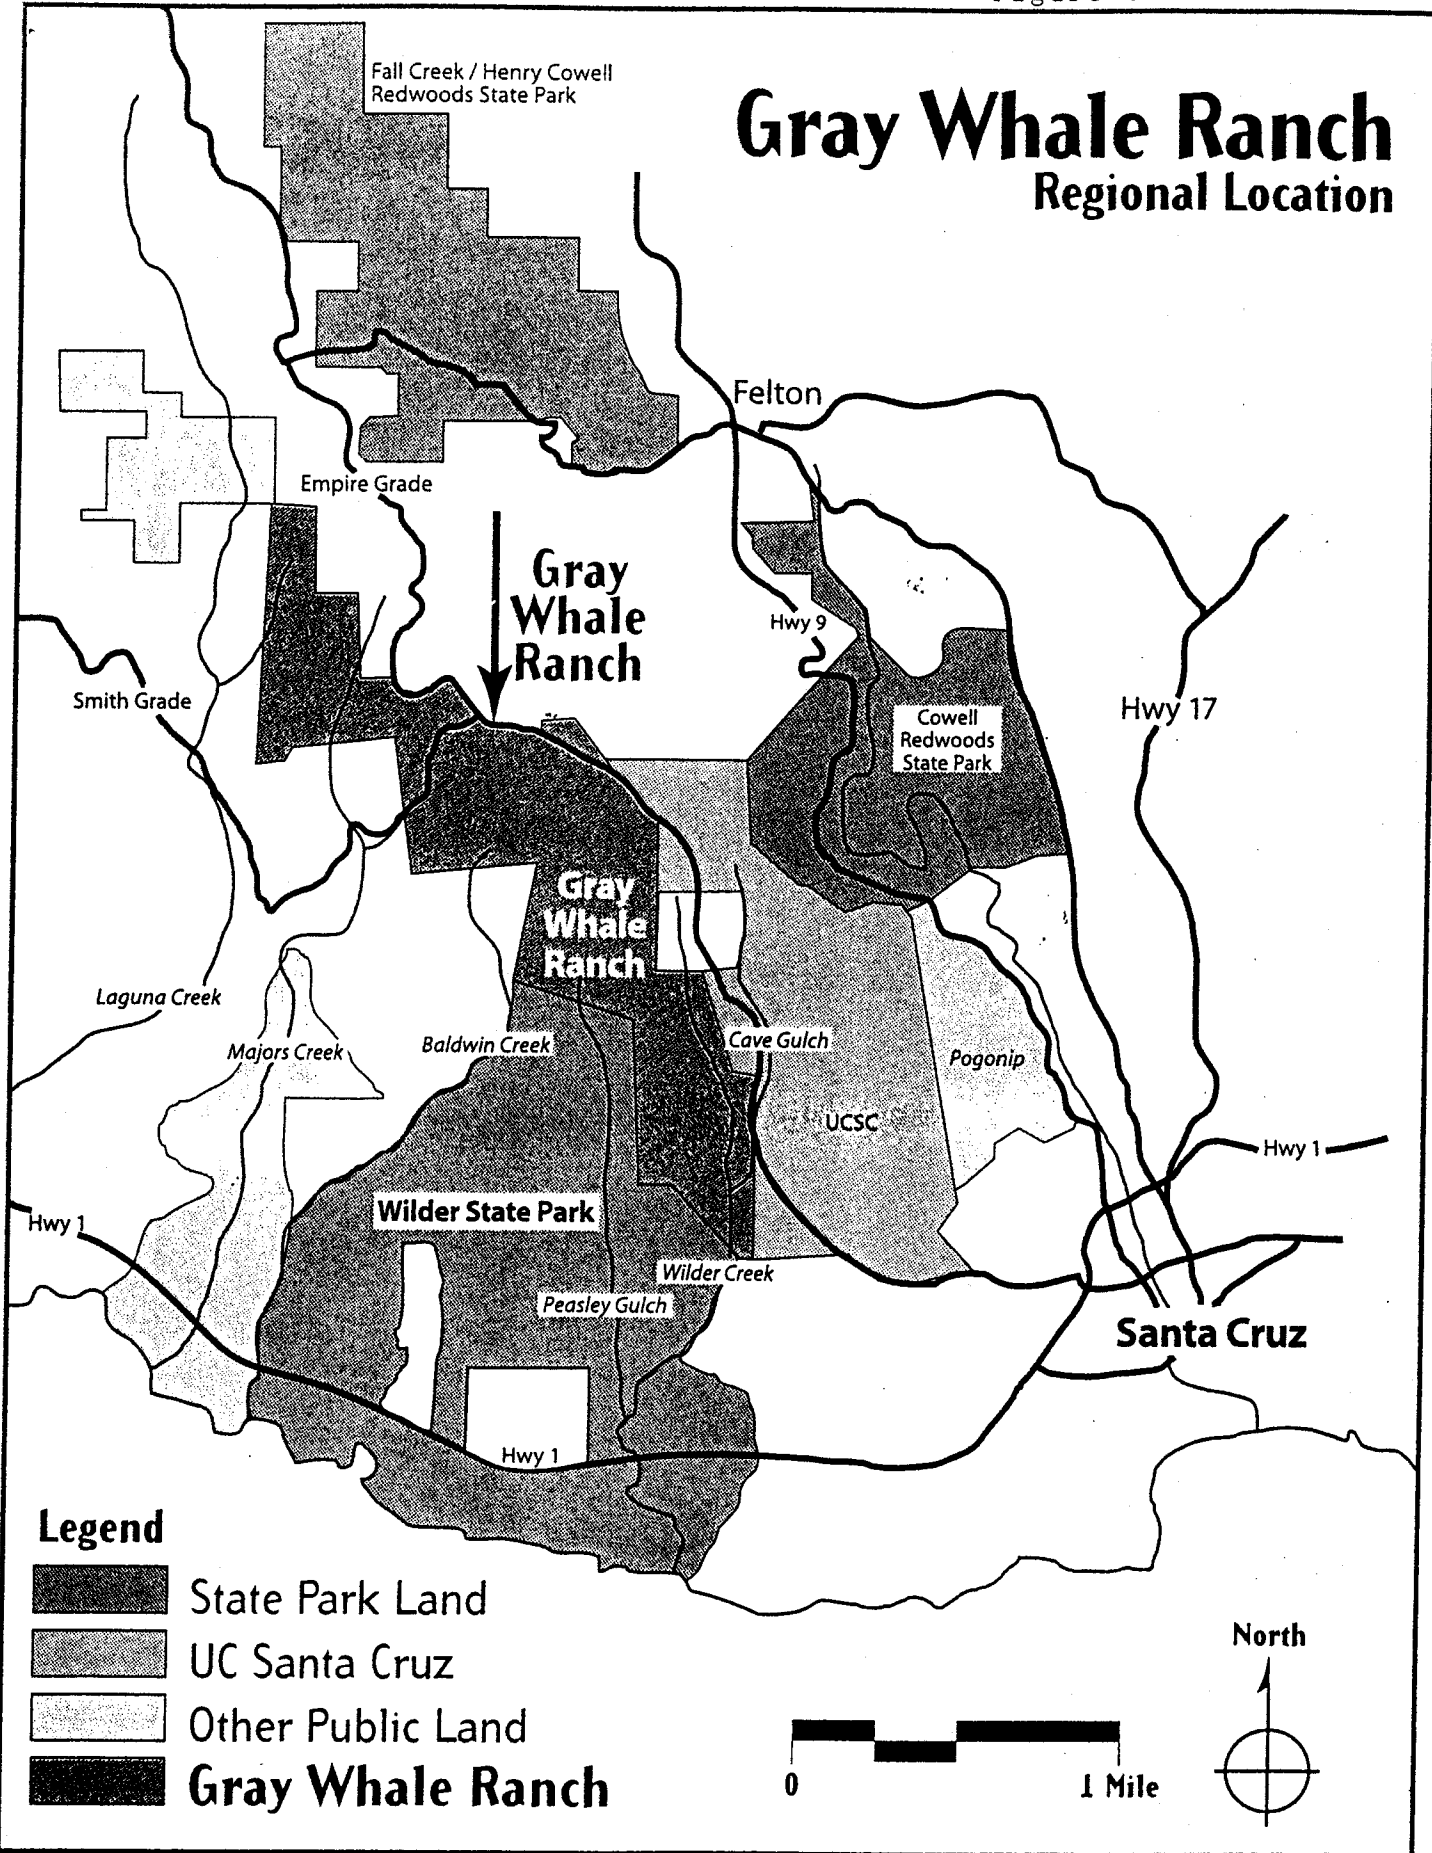 Gray Whale Ranch
Regional Location
Fall Creek / Henry Cowell
Redwoods State Park
Felton
Empire Grade
Gray
Whale
Ranch
Hwy 9
Smith Grade
Hwy 17
Cowell
Redwoods
State Park
Gray
Whale
Ranch
Laguna Creek
Majors Creek
Baldwin Creek
Cave Gulch
Pogonip
UCSC
Hwy 1
Hwy 1
Wilder State Park
Wilder Creek
Peasley Gulch
Santa Cruz
Hwy 1
Legend
State Park Land
UC Santa Cruz
Other Public Land
Gray Whale Ranch
North
0
1 Mile